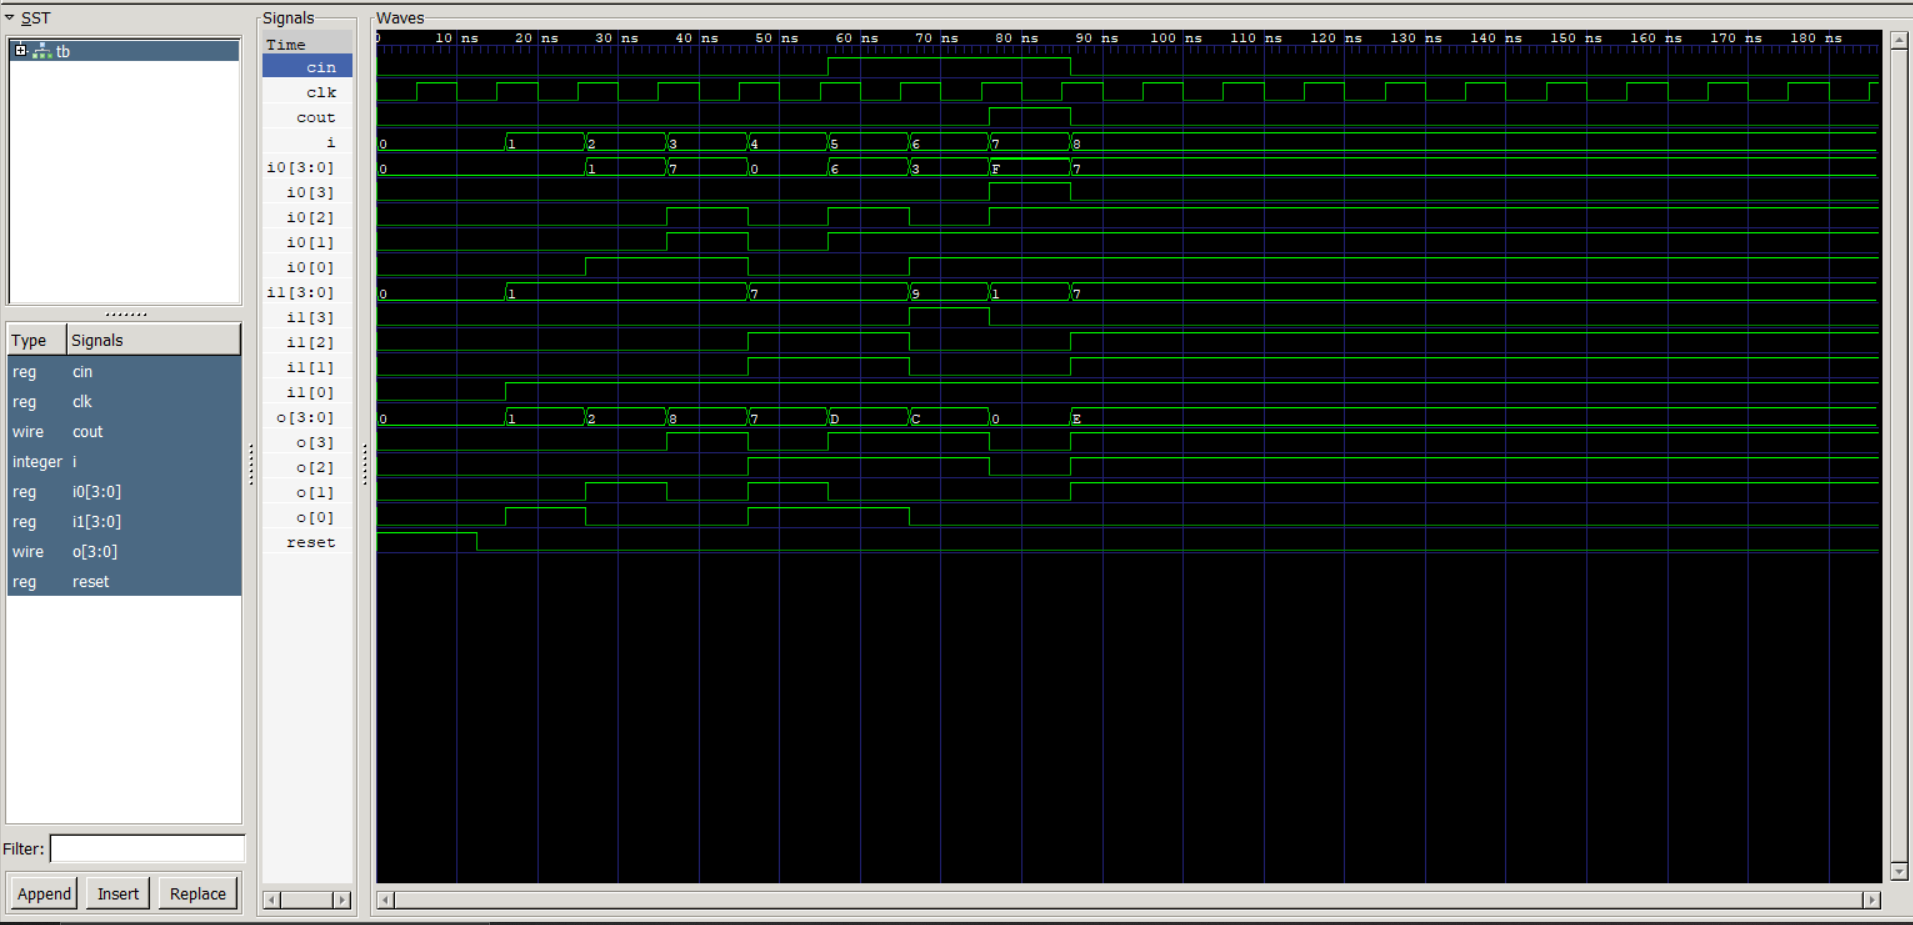 SST
tb
Type Signals
reg cin
reg clk
wire cout
integer i
reg i0[3:0]
reg i1[3:0]
wire o[3:0]
reg reset
Filter:
Append Insert Replace
Signals
Time
cin
clk
cout
i
i0[3:0]
i0[3]
i0[2]
i0[1]
i0[0]
i1[3:0]
i1[3]
i1[2]
i1[1]
i1[0]
o[3:0]
o[3]
o[2]
o[1]
o[0]
reset
Waves
0 10 ns 20 ns 30 ns 40 ns 50 ns 60 ns 70 ns 80 ns 90 ns 100 ns 110 ns 120 ns 130 ns 140 ns 150 ns 160 ns 170 ns 180 ns
0 1 2 3 4 5 6 7 8
0 1 7 0 6 3 F 7
0 1 7 9 1 7
0 1 2 8 7 D C 0 E